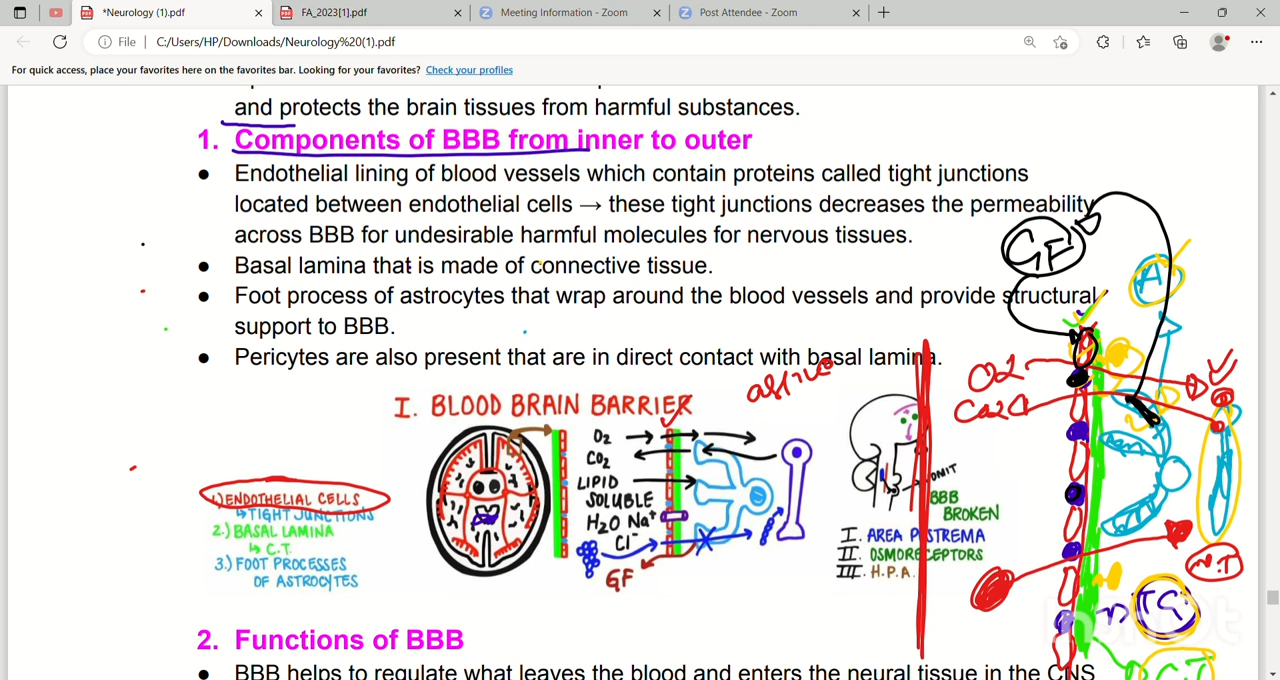 *Neurology (1).pdf
FA_2023[1].pdf
Meeting Information - Zoom
Post Attendee - Zoom
File
C:/Users/HP/Downloads/Neurology%20(1).pdf
For quick access, place your favorites here on the favorites bar. Looking for your favorites? Check your profiles
and protects the brain tissues from harmful substances.
1. Components of BBB from inner to outer
● Endothelial lining of blood vessels which contain proteins called tight junctions
located between endothelial cells → these tight junctions decreases the permeability
across BBB for undesirable harmful molecules for nervous tissues.
● Basal lamina that is made of connective tissue.
● Foot process of astrocytes that wrap around the blood vessels and provide structural
support to BBB.
● Pericytes are also present that are in direct contact with basal lamina.
GF
A
I. BLOOD BRAIN BARRIER
O2
CO2
LIPID
SOLUBLE
H2O Na+
Cl-
GF
1.) ENDOTHELIAL CELLS
↳ TIGHT JUNCTIONS
2.) BASAL LAMINA
↳ C.T.
3.) FOOT PROCESSES
OF ASTROCYTES
VOMIT
BBB
BROKEN
I. AREA POSTREMA
II. OSMORECEPTORS
III. H.P.A.
O2
N.T
TJ
C.T
2. Functions of BBB
● BBB helps to regulate what leaves the blood and enters the neural tissue in the CNS